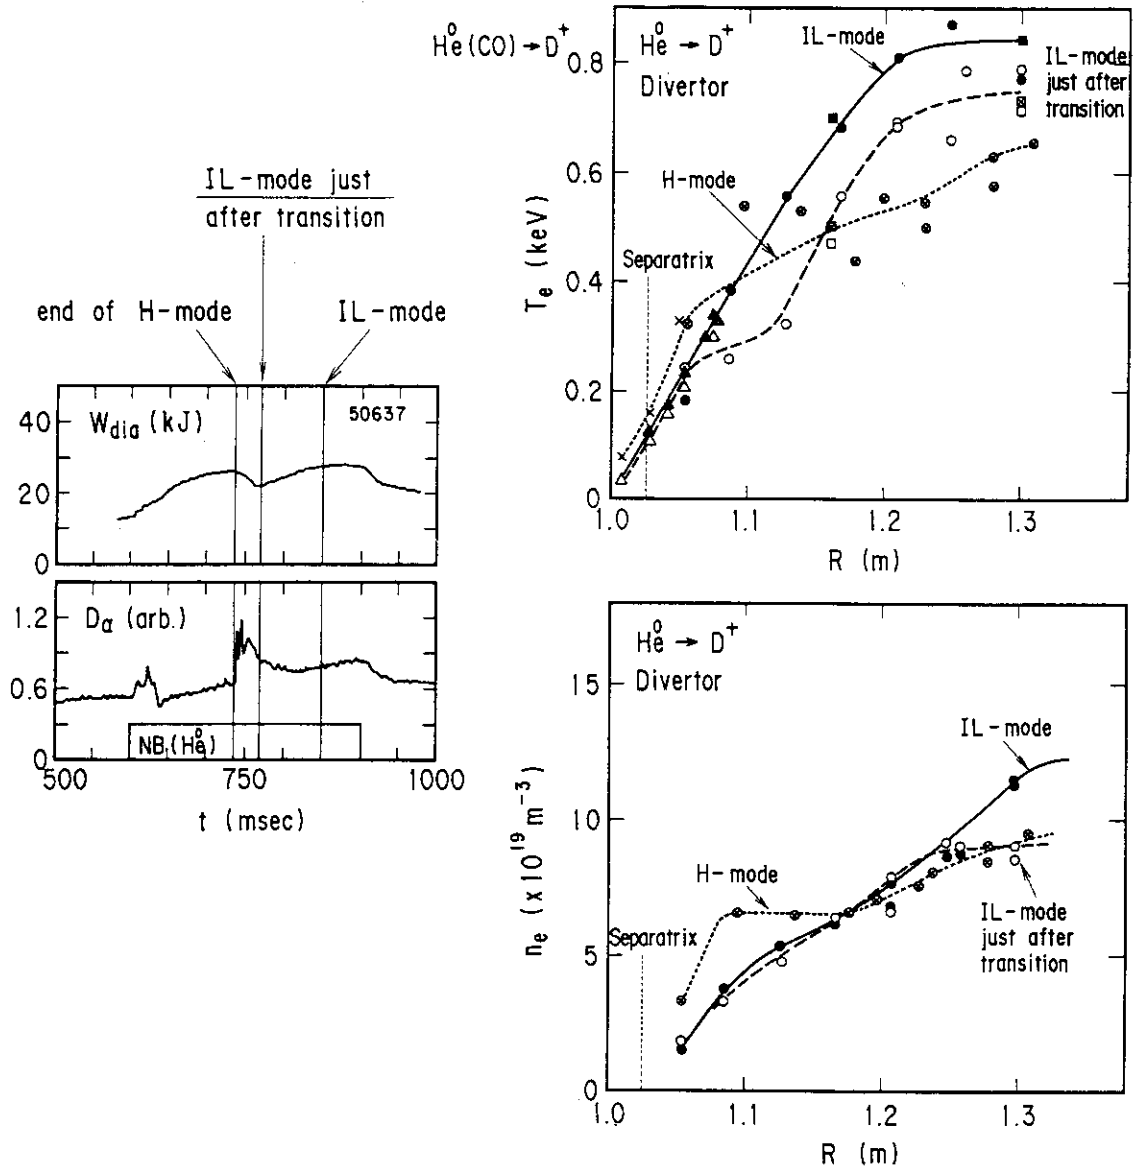 He⁰(CO)→D⁺
IL-mode just
after transition
end of H-mode
IL-mode
W_dia (kJ)
50637
40
20
0
D_α (arb.)
1.2
0.6
0
NB₁(He⁰)
500
750
1000
t (msec)
He⁰ → D⁺
Divertor
IL-mode
IL-mode
just after
transition
H-mode
Separatrix
T_e (keV)
0.8
0.6
0.4
0.2
0
1.0
1.1
1.2
1.3
R (m)
He⁰ → D⁺
Divertor
IL-mode
H-mode
Separatrix
IL-mode
just after
transition
n_e (x10¹⁹m⁻³)
15
10
5
0
1.0
1.1
1.2
1.3
R (m)